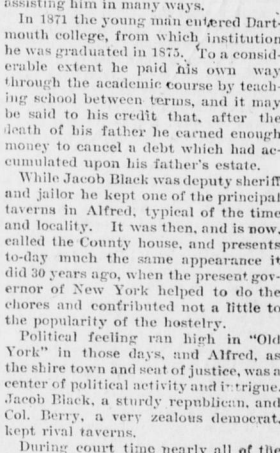 assisting him in many ways.
In 1871 the young man entered Dart-
mouth college, from which institution
he was graduated in 1875. To a consid-
erable extent he paid his own way
through the academic course by teach-
ing school between terms, and it may
be said to his credit that, after the
death of his father he earned enough
money to cancel a debt which had ac-
cumulated upon his father's estate.
While Jacob Black was deputy sheriff
and jailor he kept one of the principal
taverns in Alfred, typical of the time
and locality. It was then, and is now,
called the County house, and presents
to-day much the same appearance it
did 30 years ago, when the present gov-
ernor of New York helped to do the
chores and contributed not a little to
the popularity of the hostelry.
Political feeling ran high in "Old
York" in those days, and Alfred, as
the shire town and seat of justice, was a
center of political activity and intrigue.
Jacob Black, a sturdy republican, and
Col. Berry, a very zealous democrat,
kept rival taverns.
During court time nearly all of the